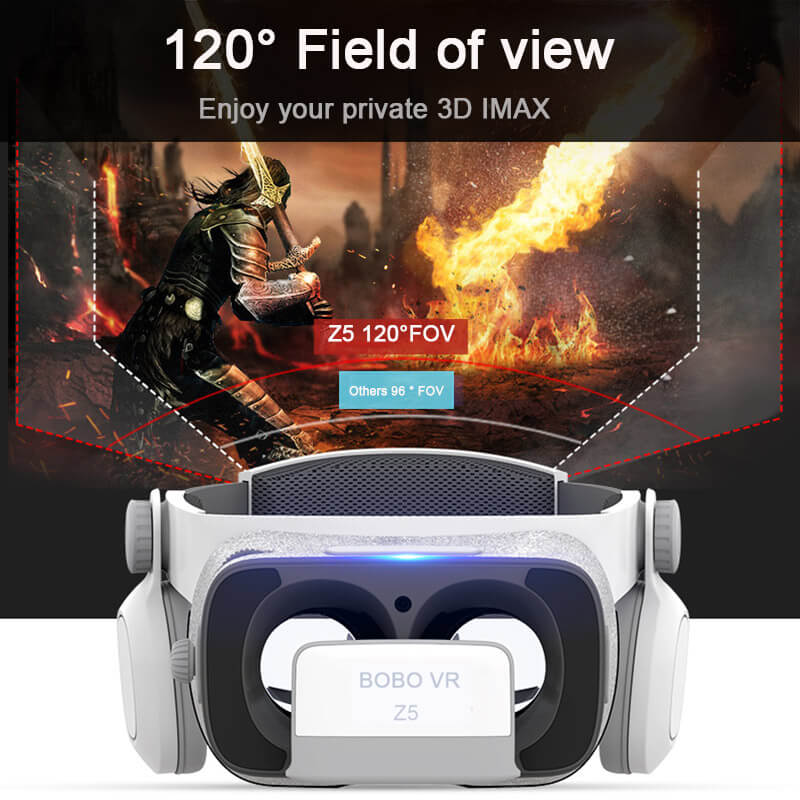 120° Field of view
Enjoy your private 3D IMAX
Z5 120°FOV
Others 96 ° FOV
BOBO VR
Z5